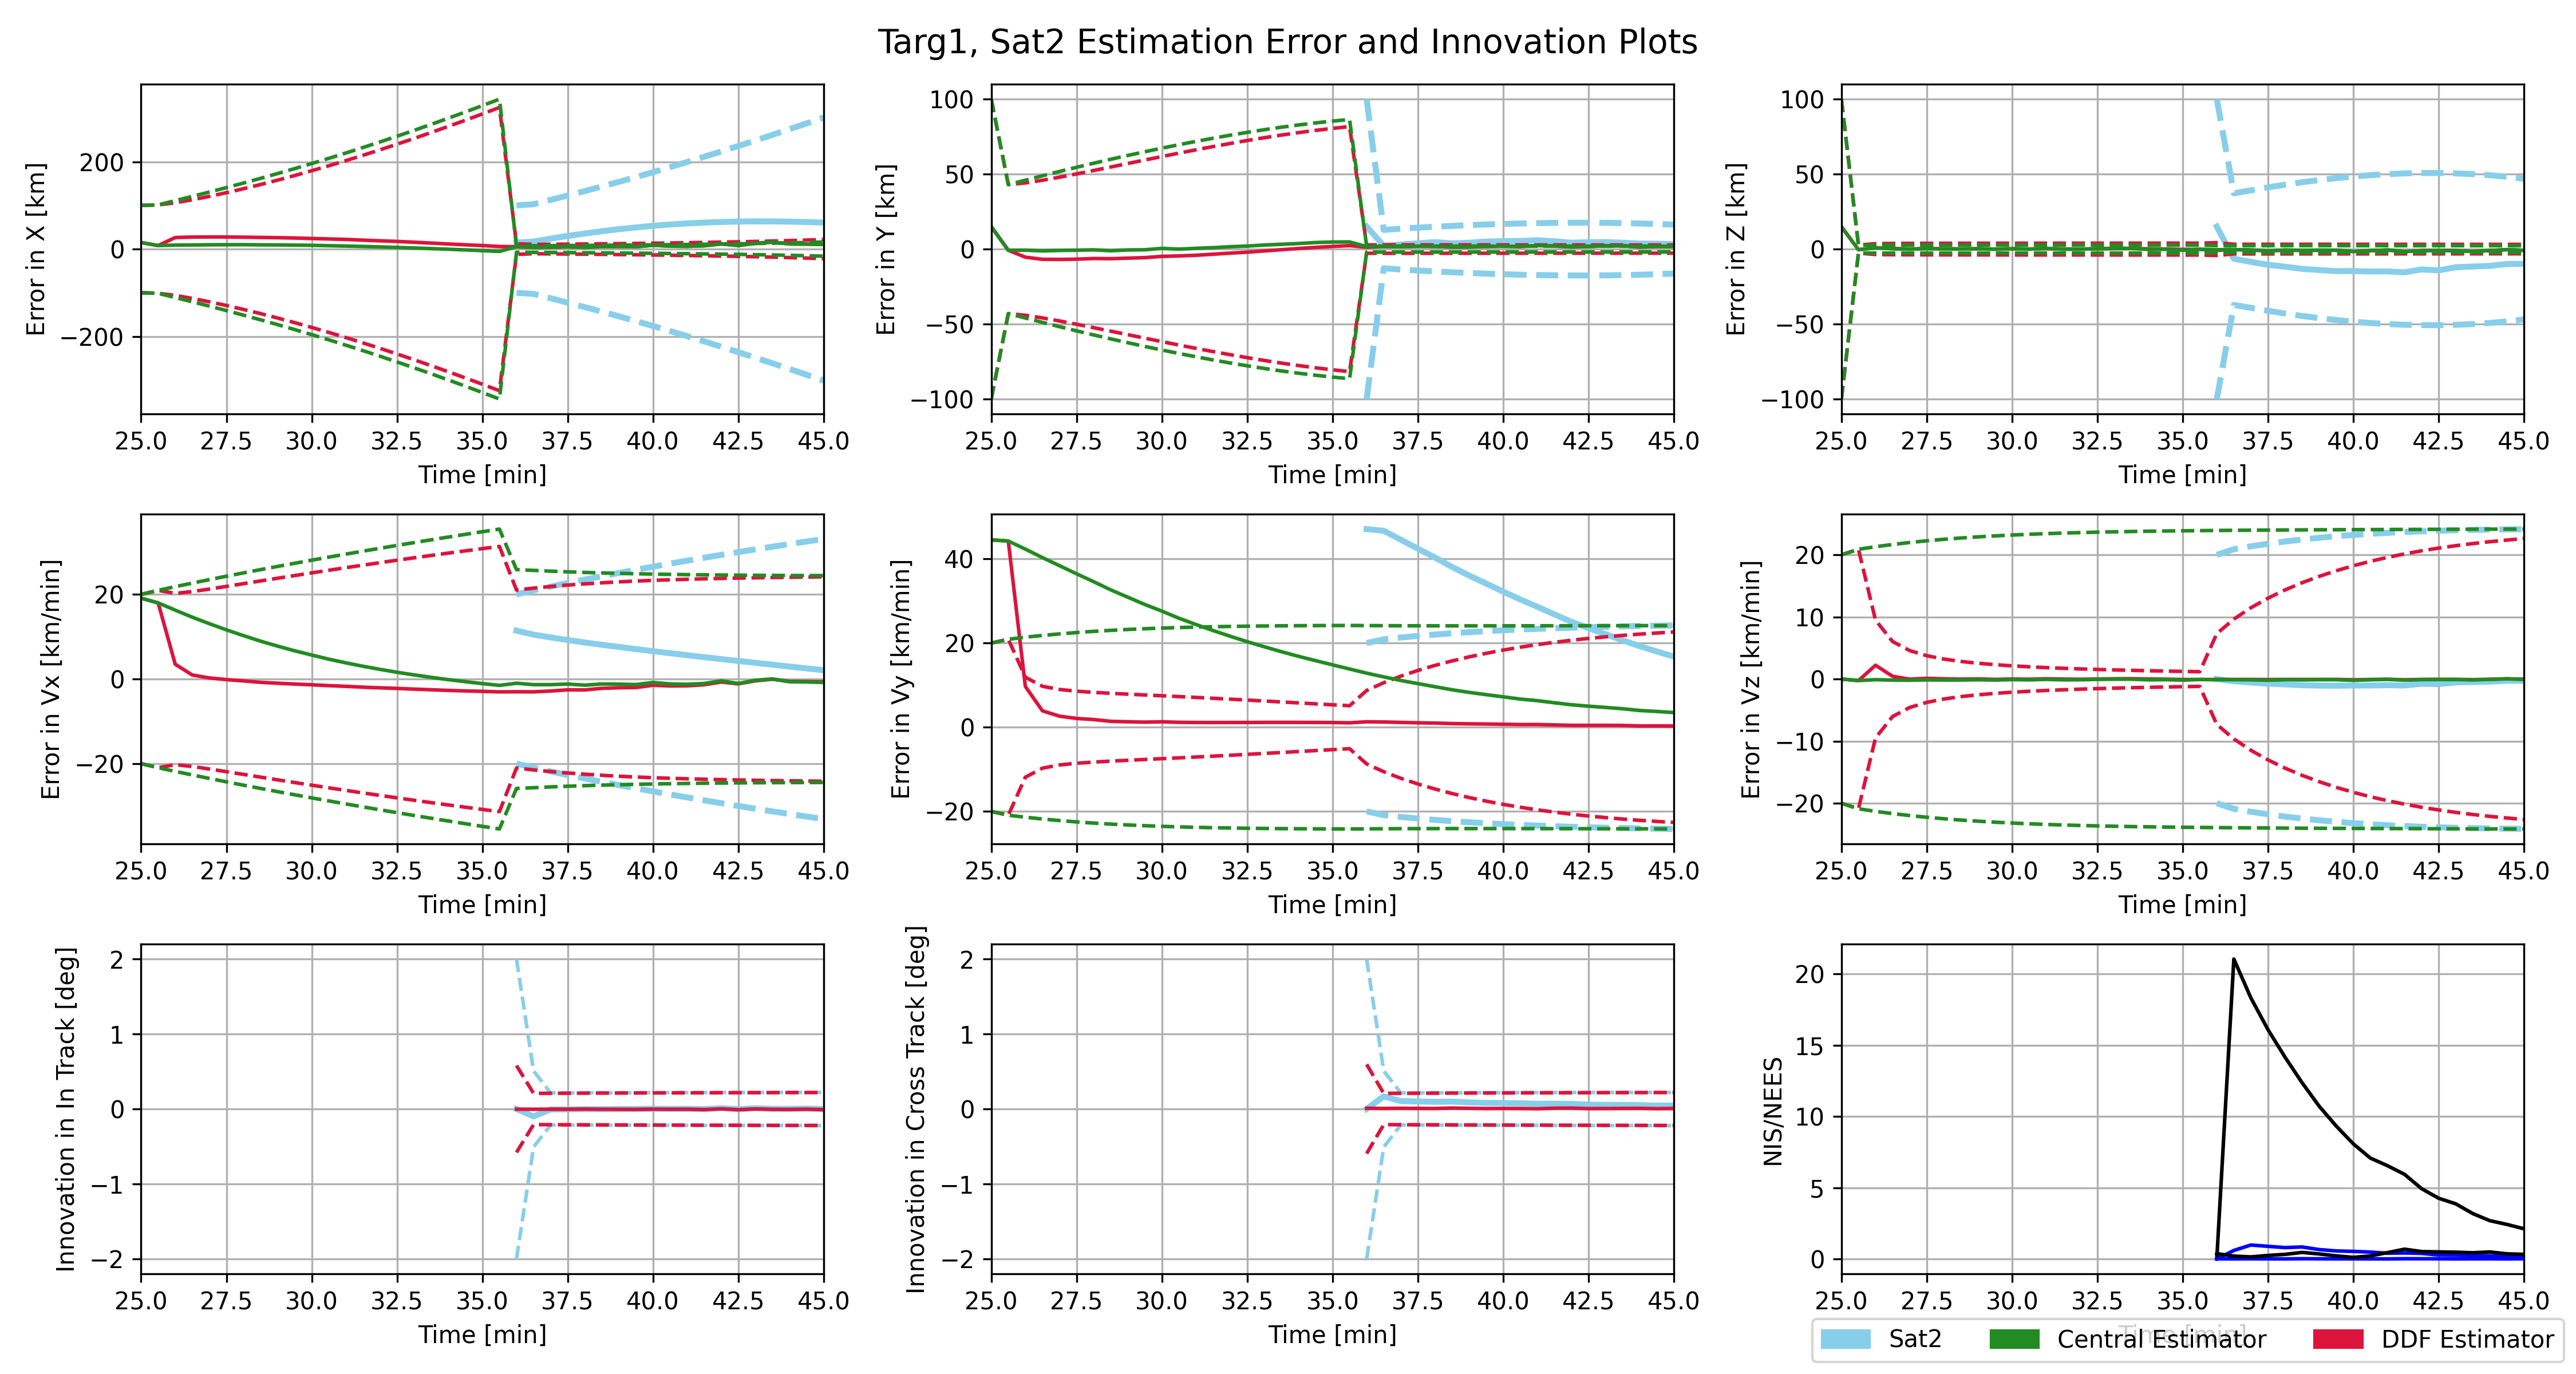 Targ1, Sat2 Estimation Error and Innovation Plots
Error in X [km]
200
0
−200
25.0 27.5 30.0 32.5 35.0 37.5 40.0 42.5 45.0
Time [min]
Error in Y [km]
100
50
0
−50
−100
25.0 27.5 30.0 32.5 35.0 37.5 40.0 42.5 45.0
Time [min]
Error in Z [km]
100
50
0
−50
−100
25.0 27.5 30.0 32.5 35.0 37.5 40.0 42.5 45.0
Time [min]
Error in Vx [km/min]
20
0
−20
25.0 27.5 30.0 32.5 35.0 37.5 40.0 42.5 45.0
Time [min]
Error in Vy [km/min]
40
20
0
−20
25.0 27.5 30.0 32.5 35.0 37.5 40.0 42.5 45.0
Time [min]
Error in Vz [km/min]
20
10
0
−10
−20
25.0 27.5 30.0 32.5 35.0 37.5 40.0 42.5 45.0
Time [min]
Innovation in In Track [deg]
2
1
0
−1
−2
25.0 27.5 30.0 32.5 35.0 37.5 40.0 42.5 45.0
Time [min]
Innovation in Cross Track [deg]
2
1
0
−1
−2
25.0 27.5 30.0 32.5 35.0 37.5 40.0 42.5 45.0
Time [min]
NIS/NEES
20
15
10
5
0
25.0 27.5 30.0 32.5 35.0 37.5 40.0 42.5 45.0
Time [min]
Sat2 Central Estimator DDF Estimator